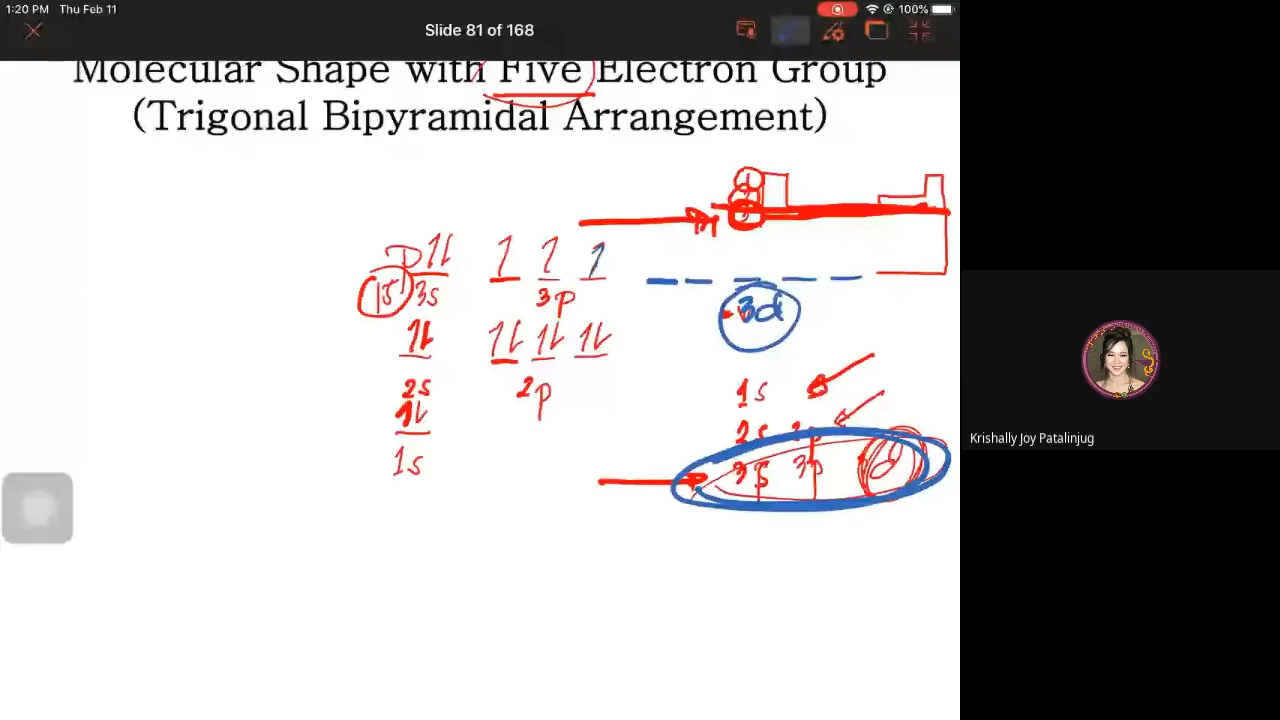 1:20 PM Thu Feb 11 100%
Slide 81 of 168
Molecular Shape with Five Electron Group
(Trigonal Bipyramidal Arrangement)
P
15 3s 3p 3d
2s 2p
1s
1s
2s 2p
3s 3p d
Krishally Joy Patalinjug